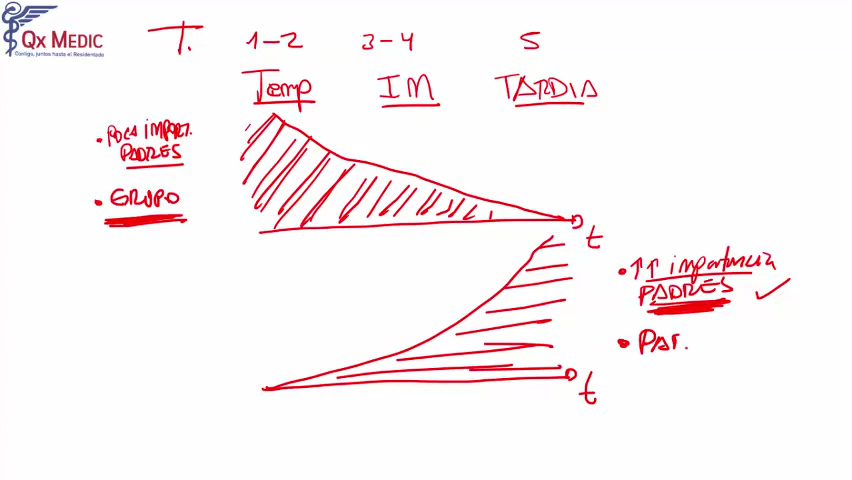 Qx MEDIC
Contigo, juntos hasta el Residentado
T. 1-2 3-4 5
Temp IM TARDIA
• POCA IMPORT.
PADRES
• GRUPO
t
• ↑↑ importancia
PADRES ✓
• PAR.
t